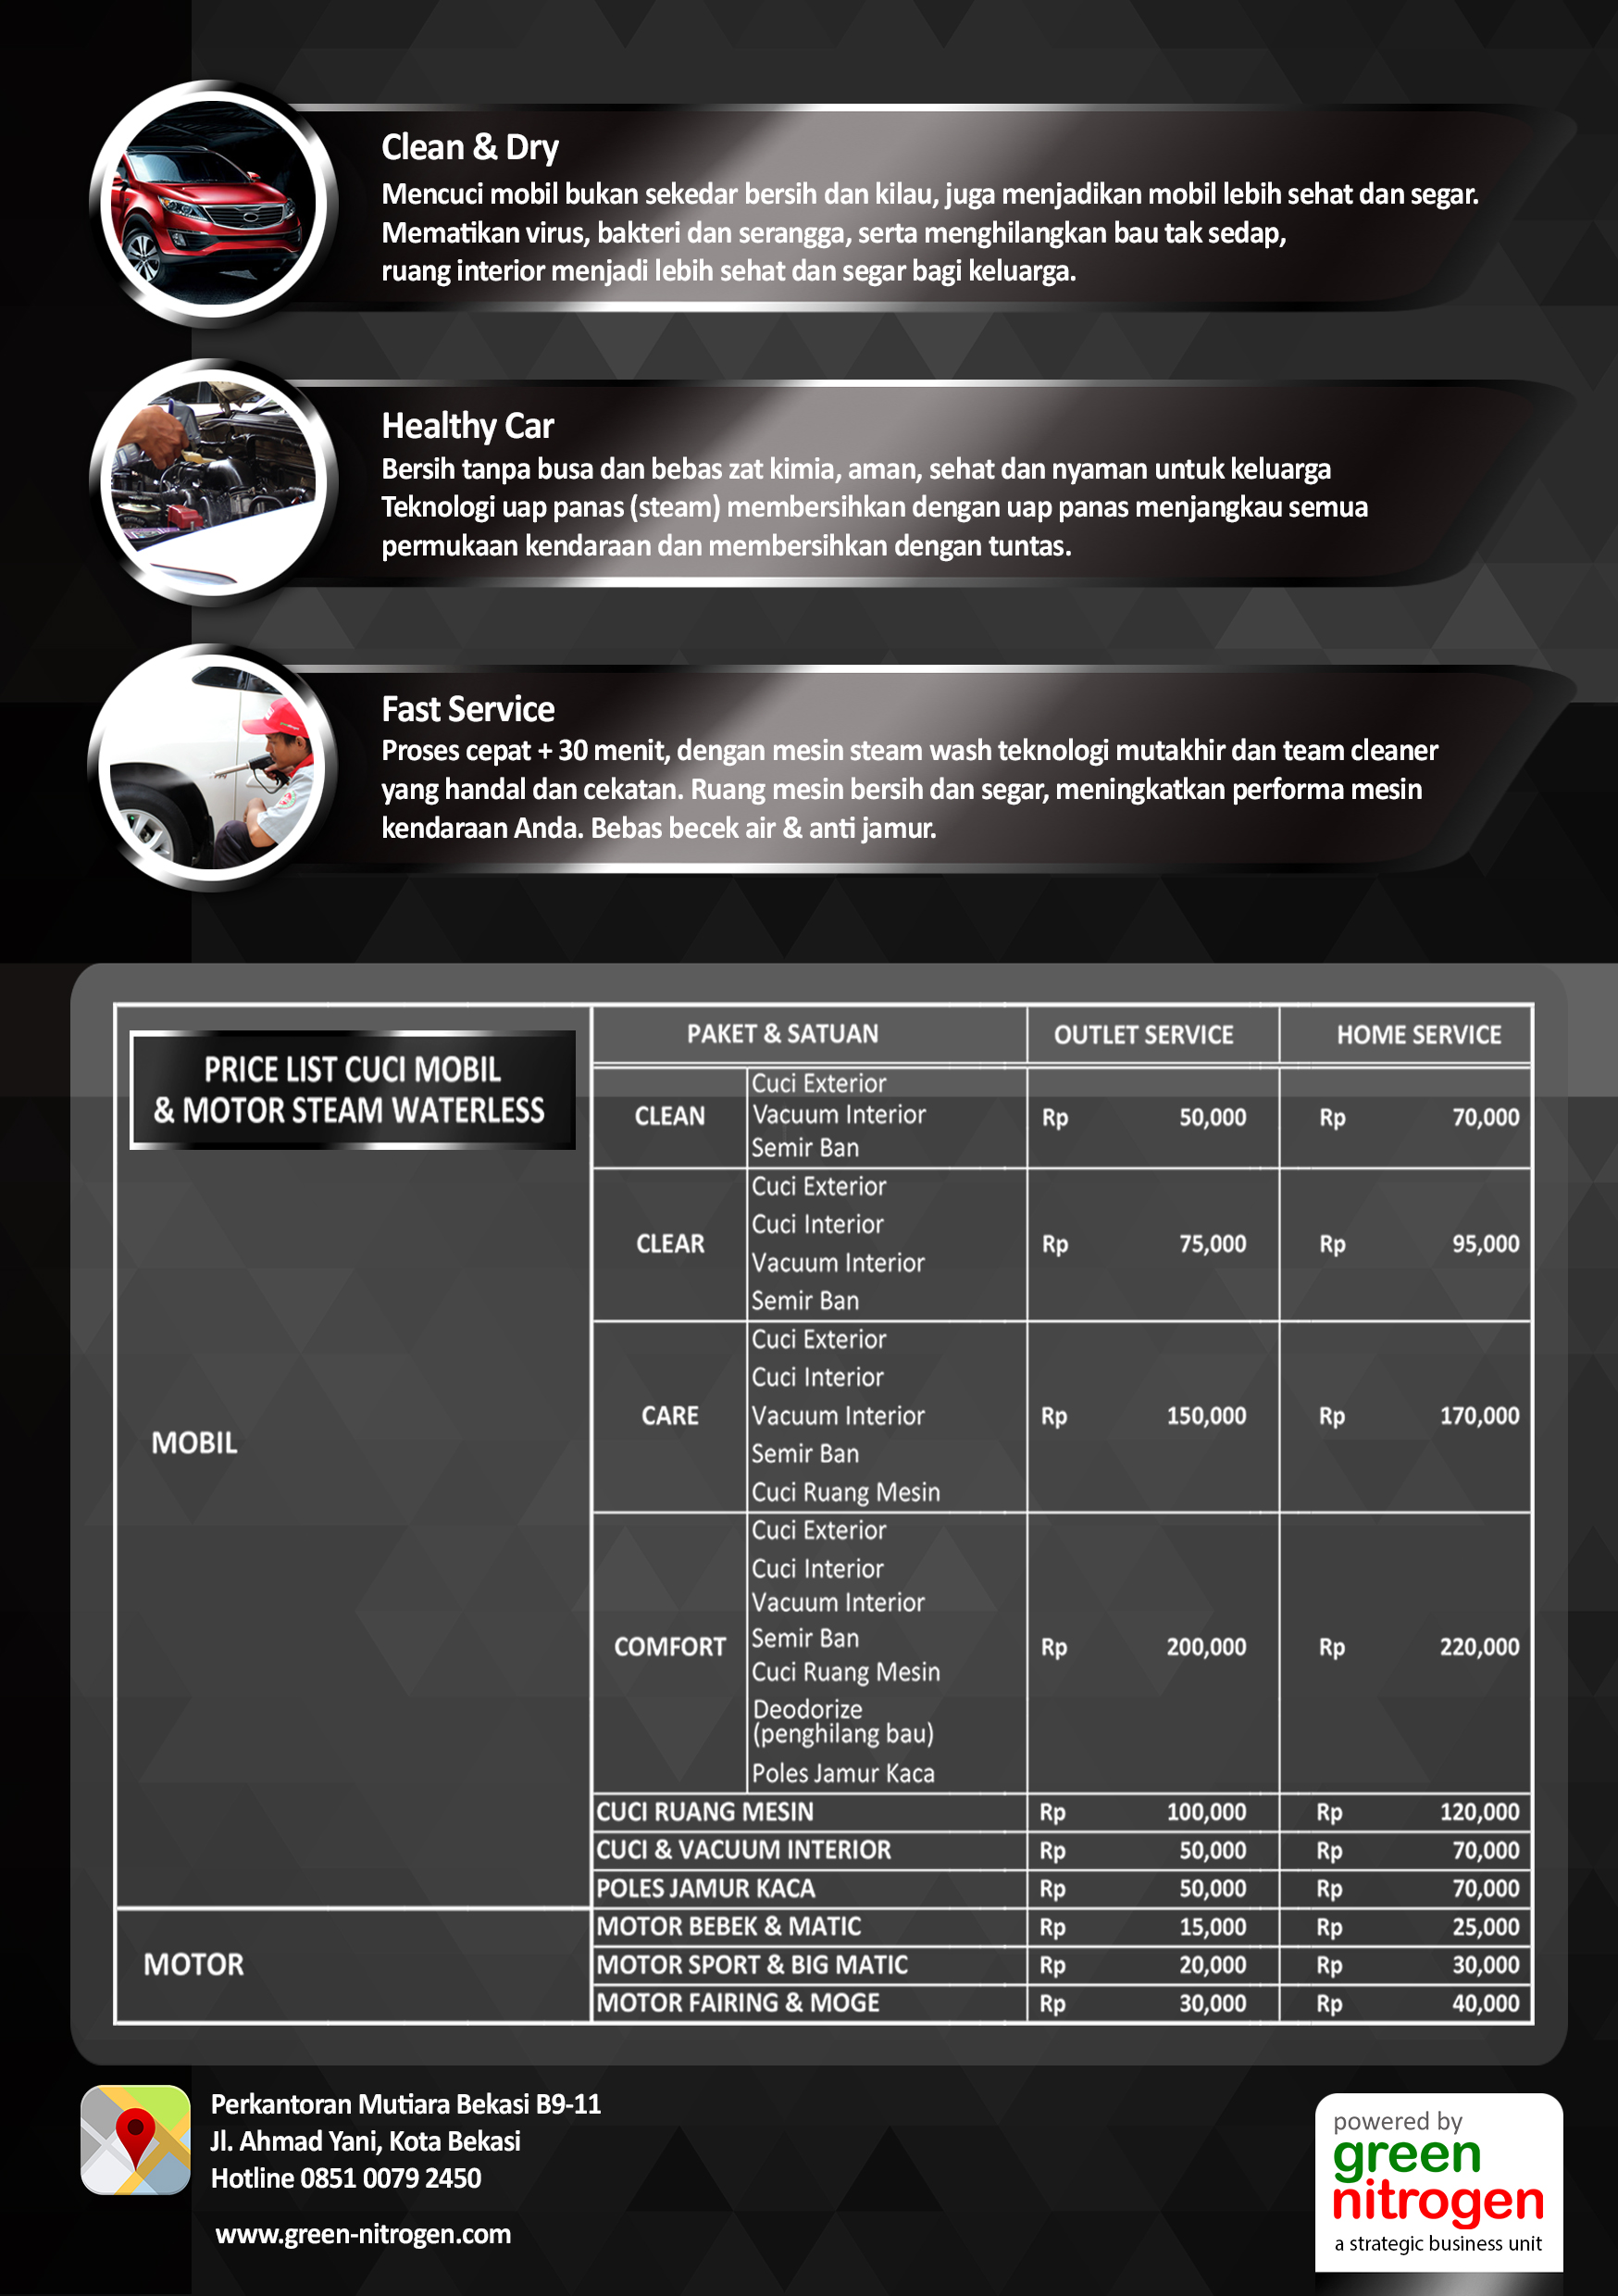 Clean & Dry
Mencuci mobil bukan sekedar bersih dan kilau, juga menjadikan mobil lebih sehat dan segar.
Mematikan virus, bakteri dan serangga, serta menghilangkan bau tak sedap,
ruang interior menjadi lebih sehat dan segar bagi keluarga.
Healthy Car
Bersih tanpa busa dan bebas zat kimia, aman, sehat dan nyaman untuk keluarga
Teknologi uap panas (steam) membersihkan dengan uap panas menjangkau semua
permukaan kendaraan dan membersihkan dengan tuntas.
Fast Service
Proses cepat + 30 menit, dengan mesin steam wash teknologi mutakhir dan team cleaner
yang handal dan cekatan. Ruang mesin bersih dan segar, meningkatkan performa mesin
kendaraan Anda. Bebas becek air & anti jamur.
PRICE LIST CUCI MOBIL
& MOTOR STEAM WATERLESS
PAKET & SATUAN OUTLET SERVICE HOME SERVICE
MOBIL
CLEAN
Cuci Exterior
Vacuum Interior
Semir Ban
Rp 50,000 Rp 70,000
CLEAR
Cuci Exterior
Cuci Interior
Vacuum Interior
Semir Ban
Rp 75,000 Rp 95,000
CARE
Cuci Exterior
Cuci Interior
Vacuum Interior
Semir Ban
Cuci Ruang Mesin
Rp 150,000 Rp 170,000
COMFORT
Cuci Exterior
Cuci Interior
Vacuum Interior
Semir Ban
Cuci Ruang Mesin
Deodorize
(penghilang bau)
Poles Jamur Kaca
Rp 200,000 Rp 220,000
CUCI RUANG MESIN Rp 100,000 Rp 120,000
CUCI & VACUUM INTERIOR Rp 50,000 Rp 70,000
POLES JAMUR KACA Rp 50,000 Rp 70,000
MOTOR
MOTOR BEBEK & MATIC Rp 15,000 Rp 25,000
MOTOR SPORT & BIG MATIC Rp 20,000 Rp 30,000
MOTOR FAIRING & MOGE Rp 30,000 Rp 40,000
Perkantoran Mutiara Bekasi B9-11
Jl. Ahmad Yani, Kota Bekasi
Hotline 0851 0079 2450
www.green-nitrogen.com
powered by
green
nitrogen
a strategic business unit